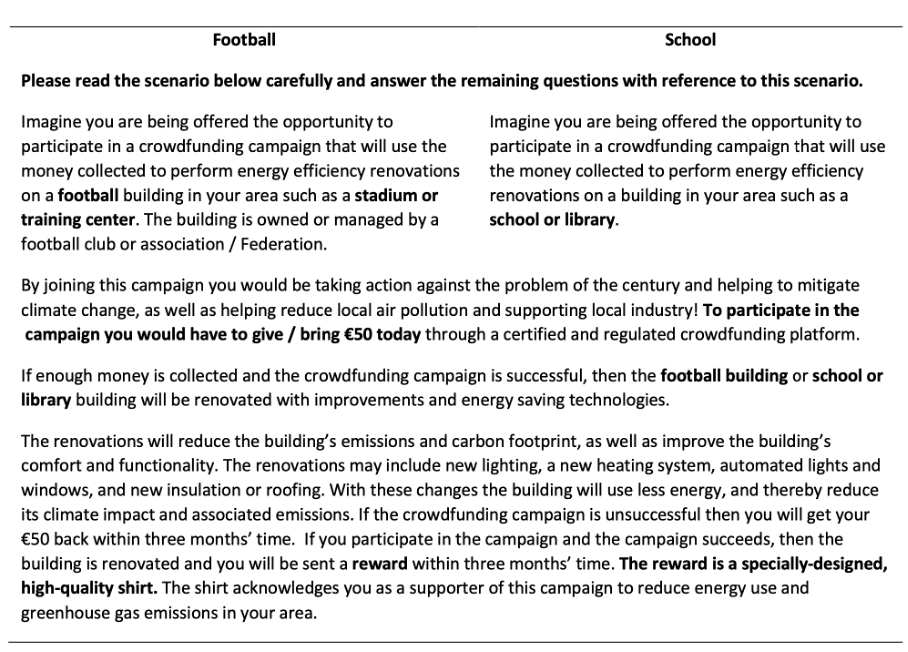 Football
School
Please read the scenario below carefully and answer the remaining questions with reference to this scenario.
Imagine you are being offered the opportunity to
participate in a crowdfunding campaign that will use the
money collected to perform energy efficiency renovations
on a football building in your area such as a stadium or
training center. The building is owned or managed by a
football club or association / Federation.
Imagine you are being offered the opportunity to
participate in a crowdfunding campaign that will use
the money collected to perform energy efficiency
renovations on a building in your area such as a
school or library.
By joining this campaign you would be taking action against the problem of the century and helping to mitigate
climate change, as well as helping reduce local air pollution and supporting local industry! To participate in the
campaign you would have to give / bring €50 today through a certified and regulated crowdfunding platform.
If enough money is collected and the crowdfunding campaign is successful, then the football building or school or
library building will be renovated with improvements and energy saving technologies.
The renovations will reduce the building’s emissions and carbon footprint, as well as improve the building’s
comfort and functionality. The renovations may include new lighting, a new heating system, automated lights and
windows, and new insulation or roofing. With these changes the building will use less energy, and thereby reduce
its climate impact and associated emissions. If the crowdfunding campaign is unsuccessful then you will get your
€50 back within three months’ time. If you participate in the campaign and the campaign succeeds, then the
building is renovated and you will be sent a reward within three months’ time. The reward is a specially-designed,
high-quality shirt. The shirt acknowledges you as a supporter of this campaign to reduce energy use and
greenhouse gas emissions in your area.